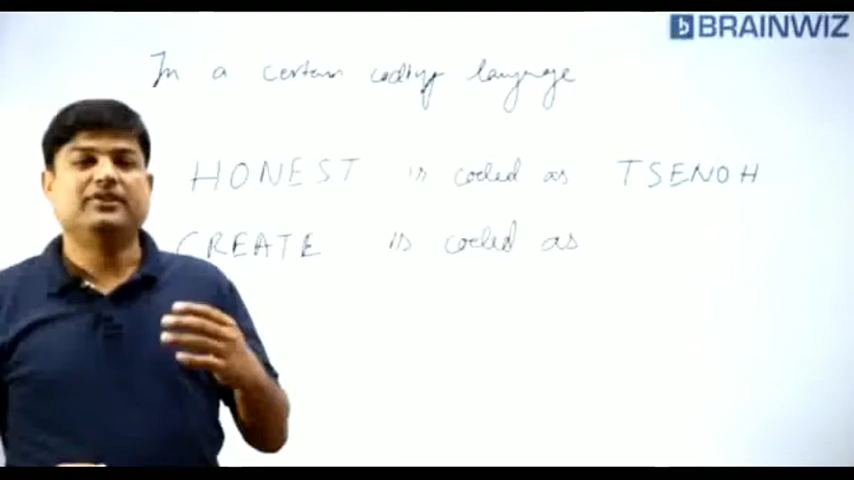 BRAINWIZ
In a certain coding language
HONEST is coded as TSENOH
CREATE is coded as